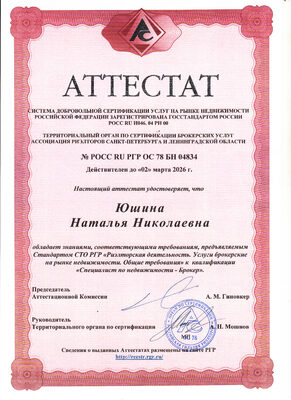 АТТЕСТАТ
СИСТЕМА ДОБРОВОЛЬНОЙ СЕРТИФИКАЦИИ УСЛУГ НА РЫНКЕ НЕДВИЖИМОСТИ
РОССИЙСКОЙ ФЕДЕРАЦИИ ЗАРЕГИСТРИРОВАНА ГОССТАНДАРТОМ РОССИИ
РОСС RU И046. 04 РН 00
ТЕРРИТОРИАЛЬНЫЙ ОРГАН ПО СЕРТИФИКАЦИИ БРОКЕРСКИХ УСЛУГ
АССОЦИАЦИЯ РИЭЛТОРОВ САНКТ-ПЕТЕРБУРГА И ЛЕНИНГРАДСКОЙ ОБЛАСТИ
№ РОСС RU РГР ОС 78 БН 04834
Действителен до «02» марта 2026 г.
Настоящий аттестат удостоверяет, что
Юшина
Наталья Николаевна
обладает знаниями, соответствующими требованиям, предъявляемым
Стандартом СТО РГР «Риэлторская деятельность. Услуги брокерские
на рынке недвижимости. Общие требования» к квалификации
«Специалист по недвижимости - Брокер».
Председатель
Аттестационной Комиссии
А. М. Гиновкер
Руководитель
Территориального органа по сертификации
А. Н. Мошнов
Сведения о выданных Аттестатах размещены на сайте РГР
http://reestr.rgr.ru/